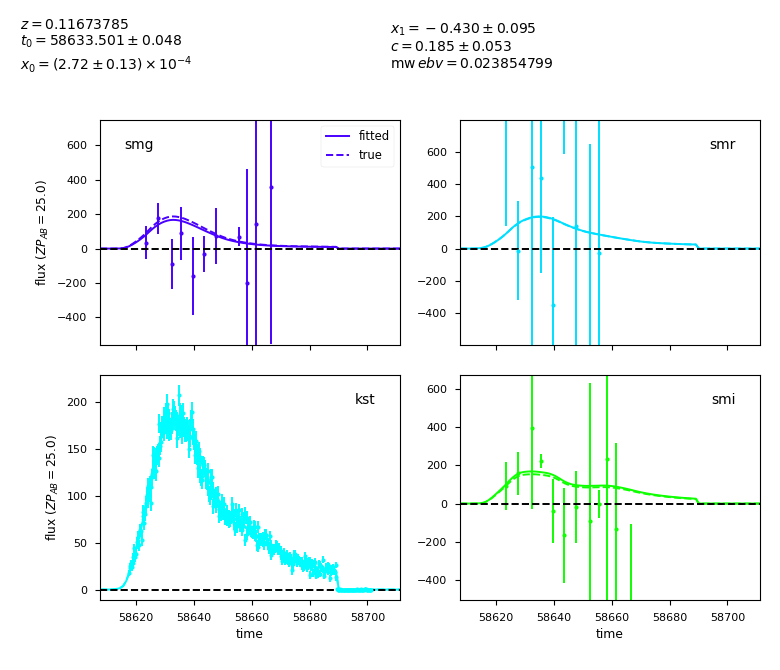 z = 0.11673785
t₀ = 58633.501 ± 0.048
x₀ = (2.72 ± 0.13) × 10⁻⁴
x₁ = −0.430 ± 0.095
c = 0.185 ± 0.053
mw ebv = 0.023854799
smg
fitted
true
600
400
200
0
−200
−400
flux (ZP_AB = 25.0)
smr
600
400
200
0
−200
−400
kst
200
150
100
50
0
flux (ZP_AB = 25.0)
58620 58640 58660 58680 58700
time
smi
600
400
200
0
−200
−400
58620 58640 58660 58680 58700
time